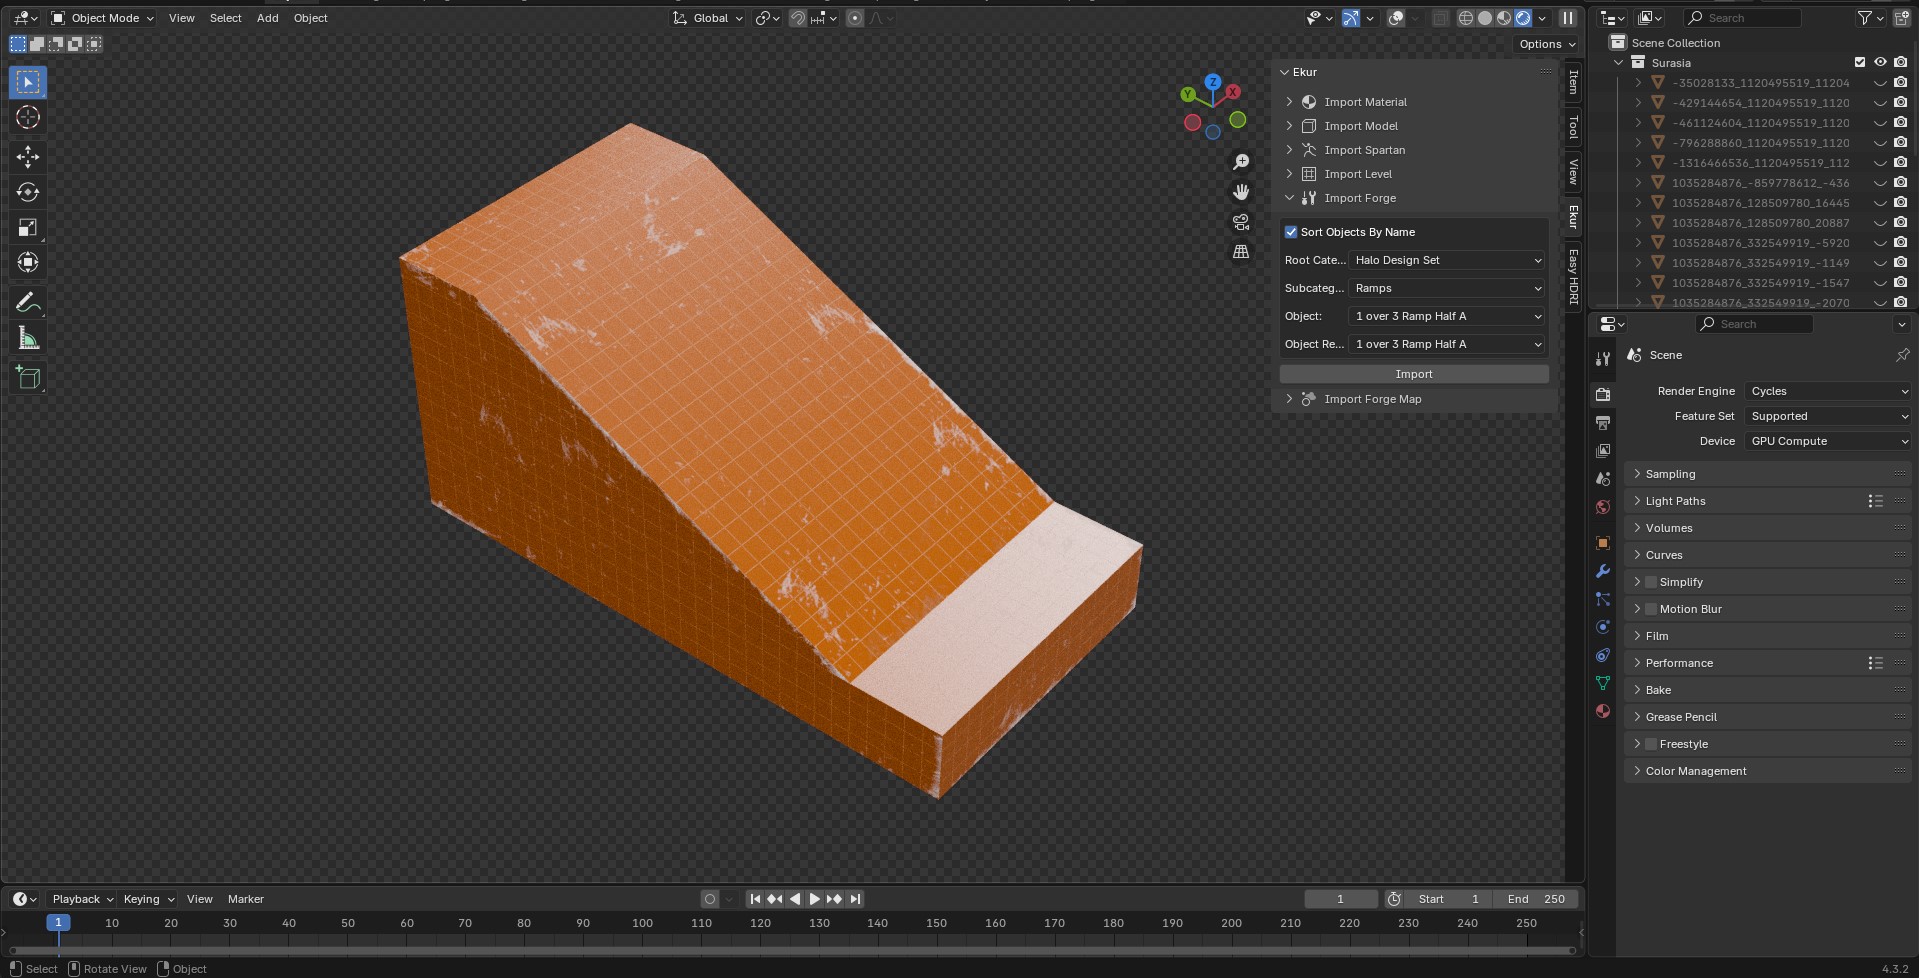 Object Mode View Select Add Object Global
Options
Ekur
Import Material
Import Model
Import Spartan
Import Level
Import Forge
Sort Objects By Name
Root Cate... Halo Design Set
Subcateg... Ramps
Object: 1 over 3 Ramp Half A
Object Re... 1 over 3 Ramp Half A
Import
Import Forge Map
Z
Y
X
Item
Tool
View
Ekur
Easy HDRI
Search
Scene Collection
Surasia
-35028133_1120495519_11204
-429144654_1120495519_1120
-461124604_1120495519_1120
-796288860_1120495519_1120
-1316466536_1120495519_112
1035284876_-859778612_-436
1035284876_128509780_16445
1035284876_128509780_20887
1035284876_332549919_-5920
1035284876_332549919_-1149
1035284876_332549919_-1547
1035284876_332549919_-2070
Search
Scene
Render Engine Cycles
Feature Set Supported
Device GPU Compute
Sampling
Light Paths
Volumes
Curves
Simplify
Motion Blur
Film
Performance
Bake
Grease Pencil
Freestyle
Color Management
Playback Keying View Marker 1 Start 1 End 250
1 10 20 30 40 50 60 70 80 90 100 110 120 130 140 150 160 170 180 190 200 210 220 230 240 250
Select Rotate View Object 4.3.2